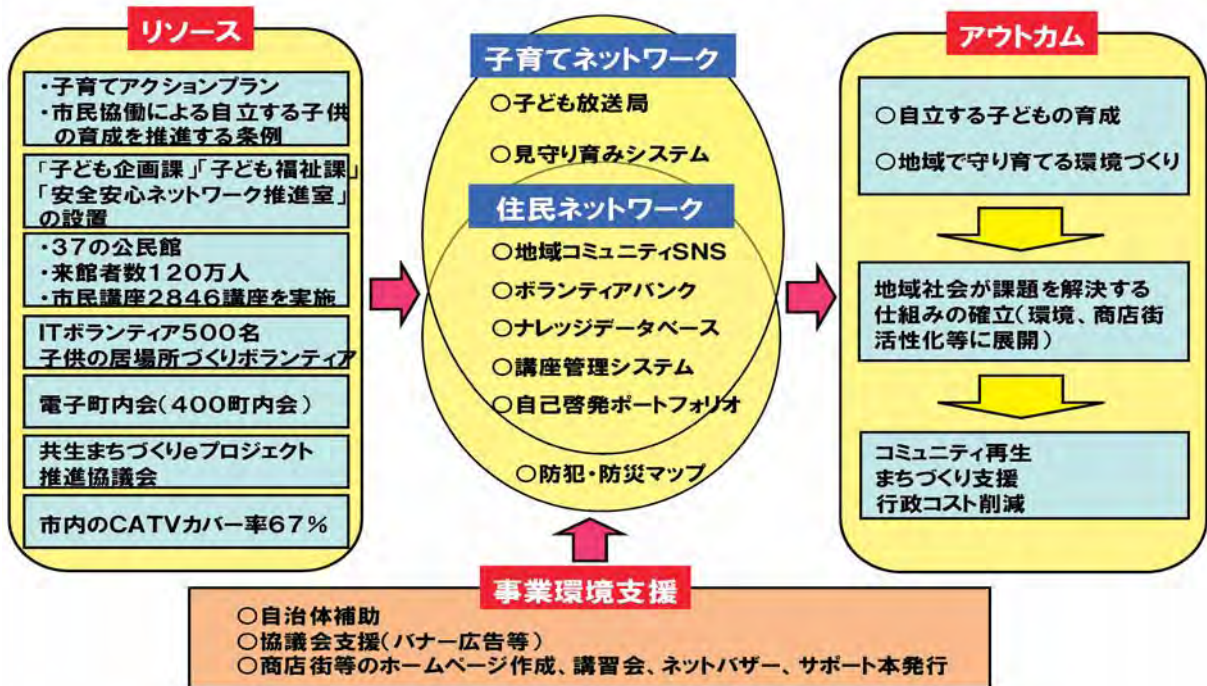 リソース
・子育てアクションプラン
・市民協働による自立する子供
の育成を推進する条例
「子ども企画課」「子ども福祉課」
「安全安心ネットワーク推進室」
の設置
・37の公民館
・来館者数120万人
・市民講座2846講座を実施
ITボランティア500名
子供の居場所づくりボランティア
電子町内会(400町内会)
共生まちづくりeプロジェクト
推進協議会
市内のCATVカバー率67%
子育てネットワーク
○子ども放送局
○見守り育みシステム
住民ネットワーク
○地域コミュニティSNS
○ボランティアバンク
○ナレッジデータベース
○講座管理システム
○自己啓発ポートフォリオ
○防犯・防災マップ
アウトカム
○自立する子どもの育成
○地域で守り育てる環境づくり
地域社会が課題を解決する
仕組みの確立(環境、商店街
活性化等に展開)
コミュニティ再生
まちづくり支援
行政コスト削減
事業環境支援
○自治体補助
○協議会支援(バナー広告等)
○商店街等のホームページ作成、講習会、ネットバザー、サポート本発行